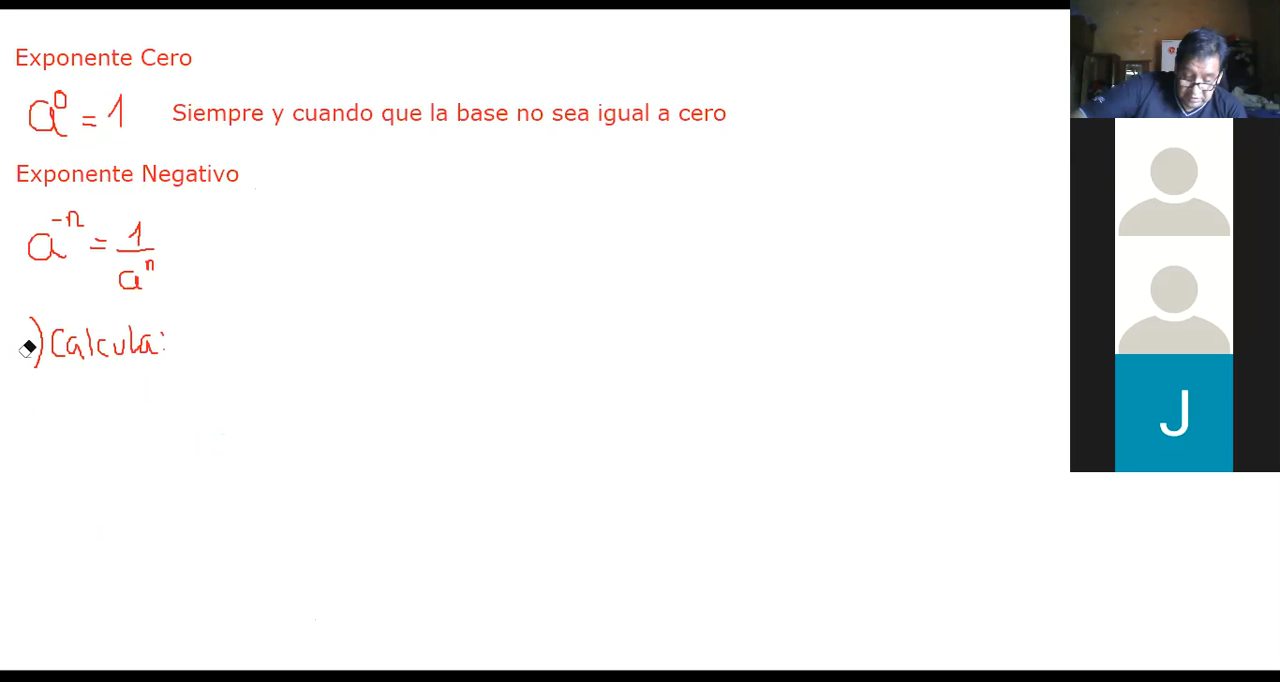 Exponente Cero
a⁰ = 1 Siempre y cuando que la base no sea igual a cero
Exponente Negativo
a⁻ⁿ = 1/aⁿ
) Calcula:
J